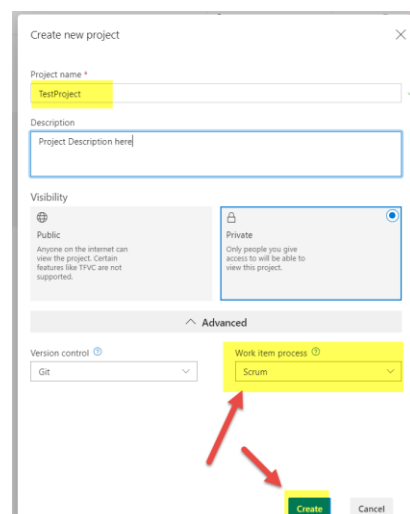 Create new project
Project name *
TestProject
Description
Project Description here
Visibility
Public
Anyone on the internet can
view the project. Certain
features like TFVC are not
supported.
Private
Only people you give
access to will be able to
view this project.
Advanced
Version control
Work item process
Git
Scrum
Create
Cancel